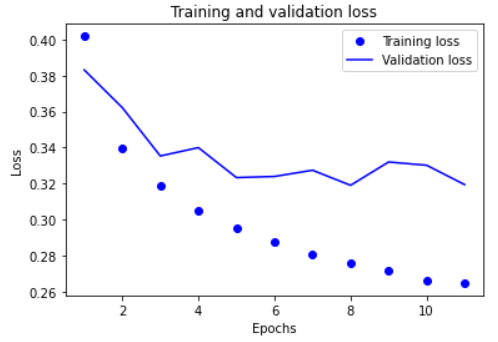 Training and validation loss
Training loss
Validation loss
0.40
0.38
0.36
0.34
0.32
0.30
0.28
0.26
Loss
2
4
6
8
10
Epochs